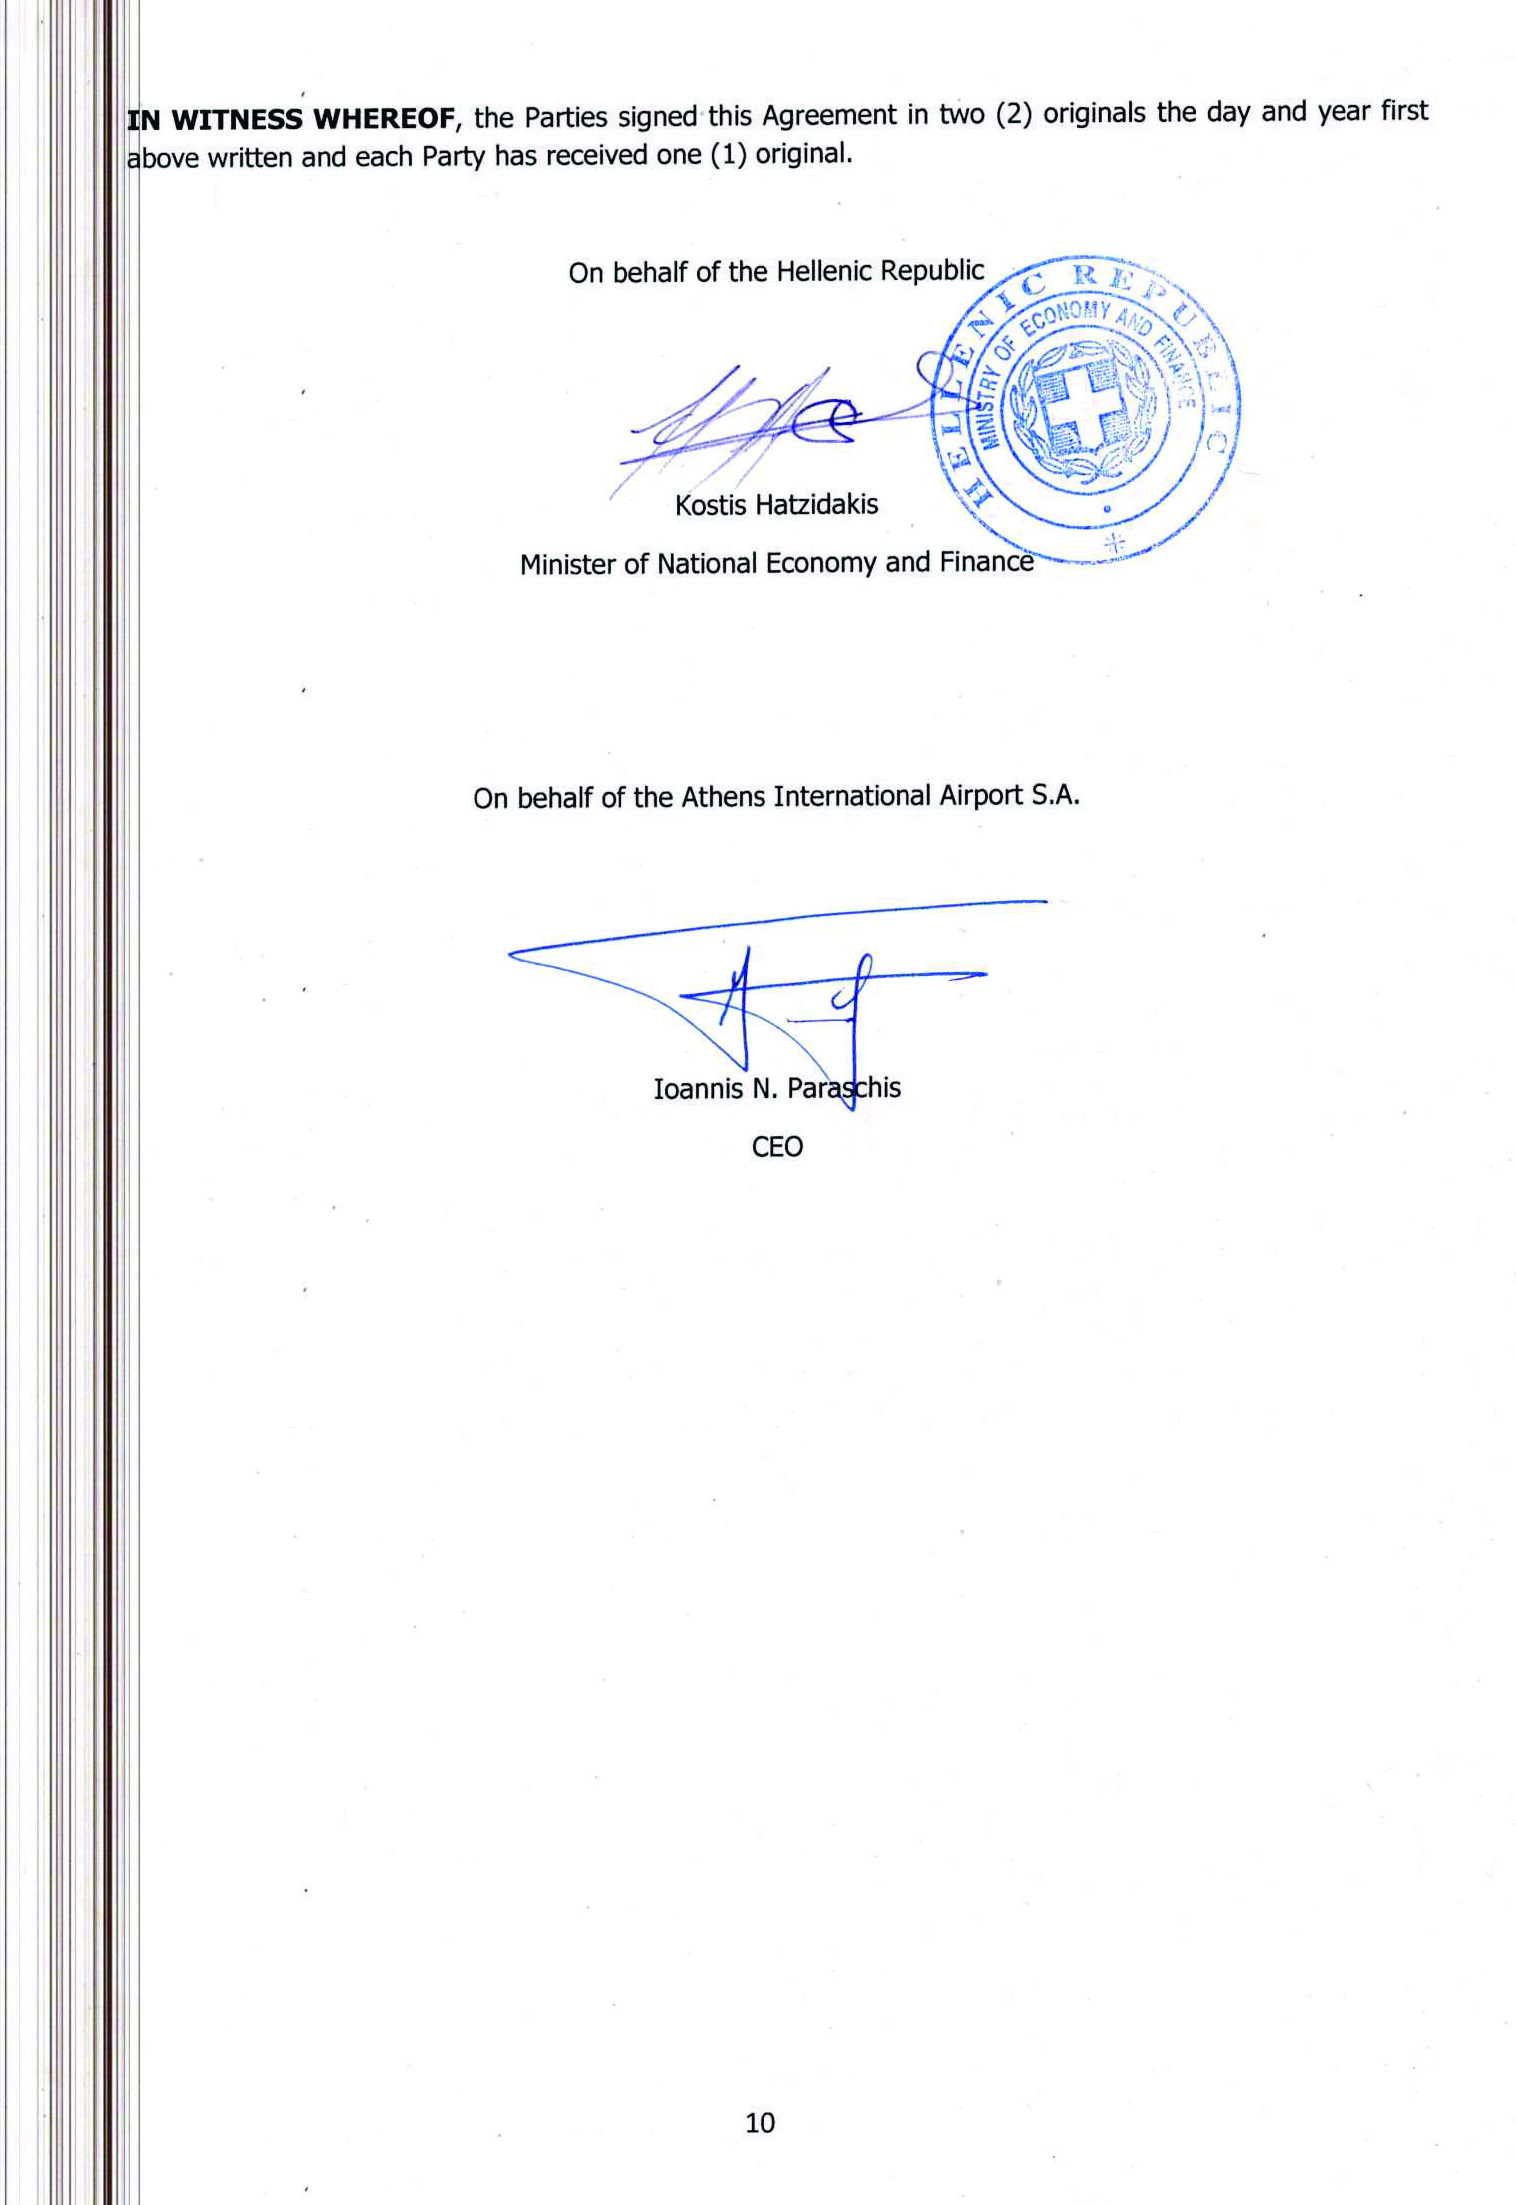 IN WITNESS WHEREOF, the Parties signed this Agreement in two (2) originals the day and year first
above written and each Party has received one (1) original.
On behalf of the Hellenic Republic
HELLENIC REPUBLIC
MINISTRY OF ECONOMY AND FINANCE
Kostis Hatzidakis
Minister of National Economy and Finance
On behalf of the Athens International Airport S.A.
Ioannis N. Paraschis
CEO
10